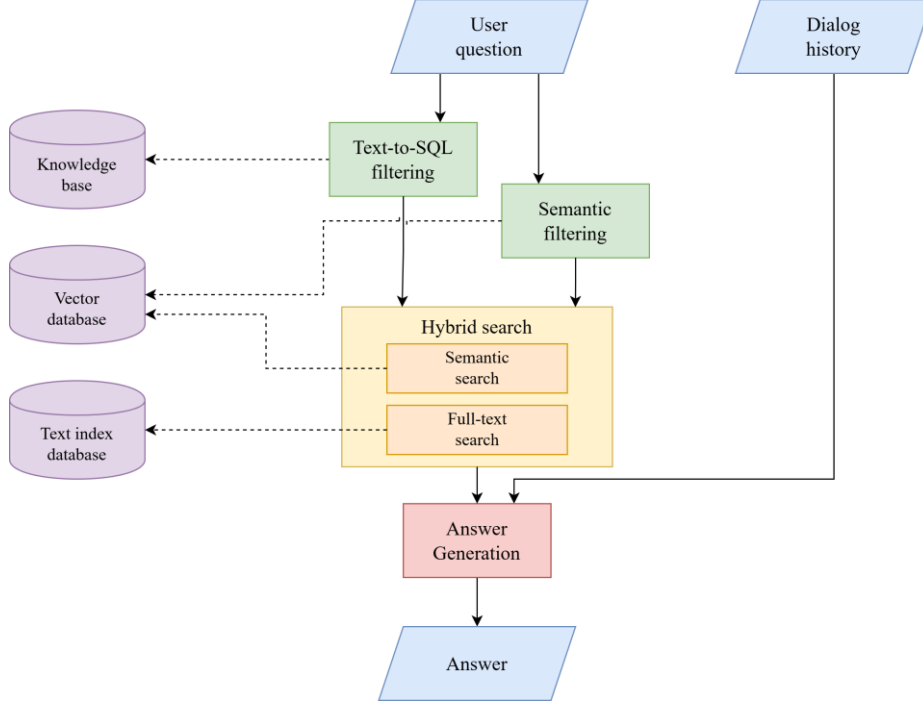 User
question
Dialog
history
Text-to-SQL
filtering
Knowledge
base
Semantic
filtering
Vector
database
Hybrid search
Semantic
search
Full-text
search
Text index
database
Answer
Generation
Answer